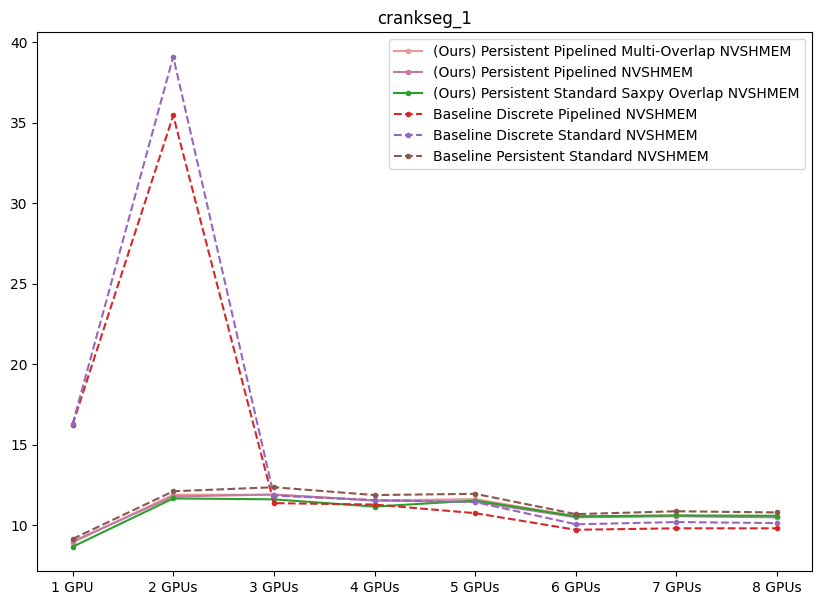 crankseg_1
(Ours) Persistent Pipelined Multi-Overlap NVSHMEM
(Ours) Persistent Pipelined NVSHMEM
(Ours) Persistent Standard Saxpy Overlap NVSHMEM
Baseline Discrete Pipelined NVSHMEM
Baseline Discrete Standard NVSHMEM
Baseline Persistent Standard NVSHMEM
40
35
30
25
20
15
10
1 GPU 2 GPUs 3 GPUs 4 GPUs 5 GPUs 6 GPUs 7 GPUs 8 GPUs